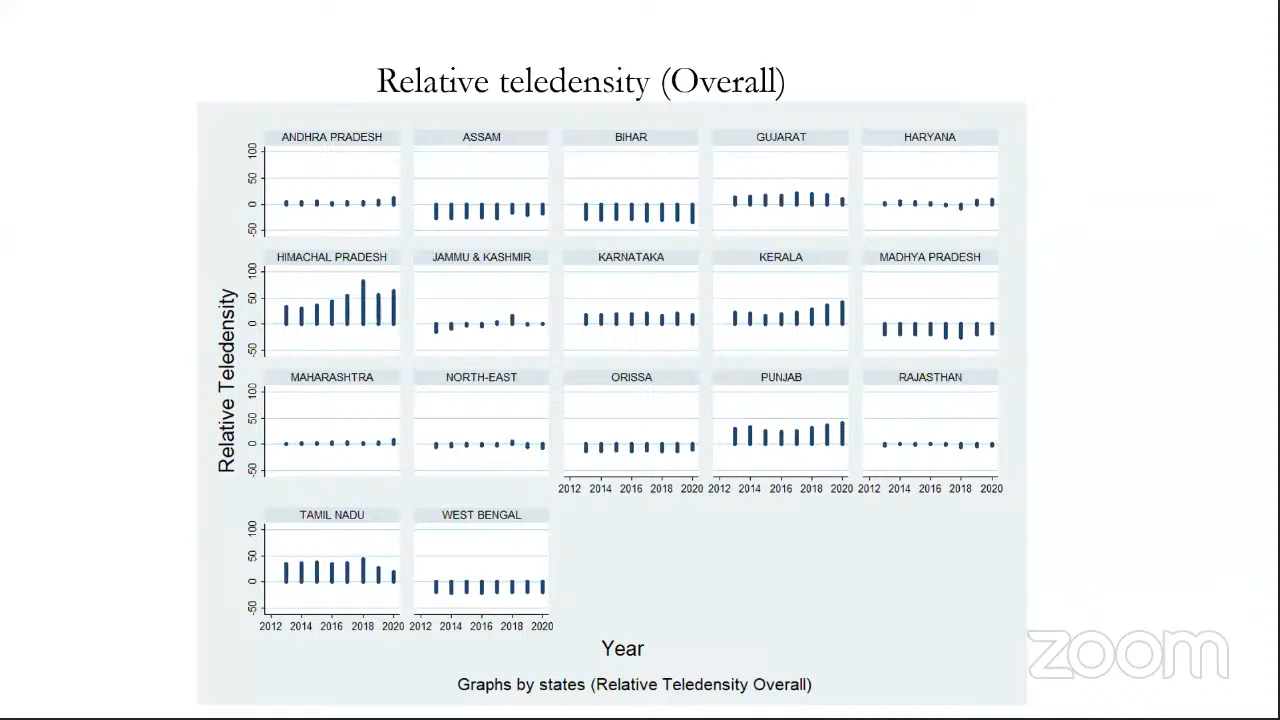 Relative teledensity (Overall)
ANDHRA PRADESH ASSAM BIHAR GUJARAT HARYANA
100
50
0
-50
HIMACHAL PRADESH JAMMU & KASHMIR KARNATAKA KERALA MADHYA PRADESH
100
50
0
-50
Relative Teledensity
MAHARASHTRA NORTH-EAST ORISSA PUNJAB RAJASTHAN
100
50
0
-50
2012 2014 2016 2018 2020 2012 2014 2016 2018 2020 2012 2014 2016 2018 2020
TAMIL NADU WEST BENGAL
100
50
0
-50
2012 2014 2016 2018 2020 2012 2014 2016 2018 2020
Year
Graphs by states (Relative Teledensity Overall)
zoom